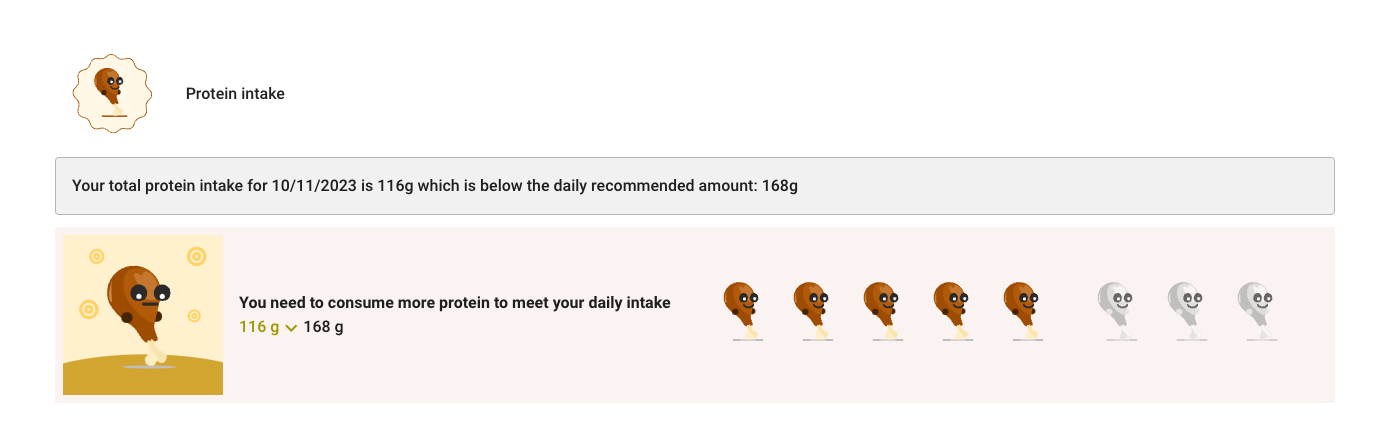 Protein intake
Your total protein intake for 10/11/2023 is 116g which is below the daily recommended amount: 168g
You need to consume more protein to meet your daily intake
116 g 168 g